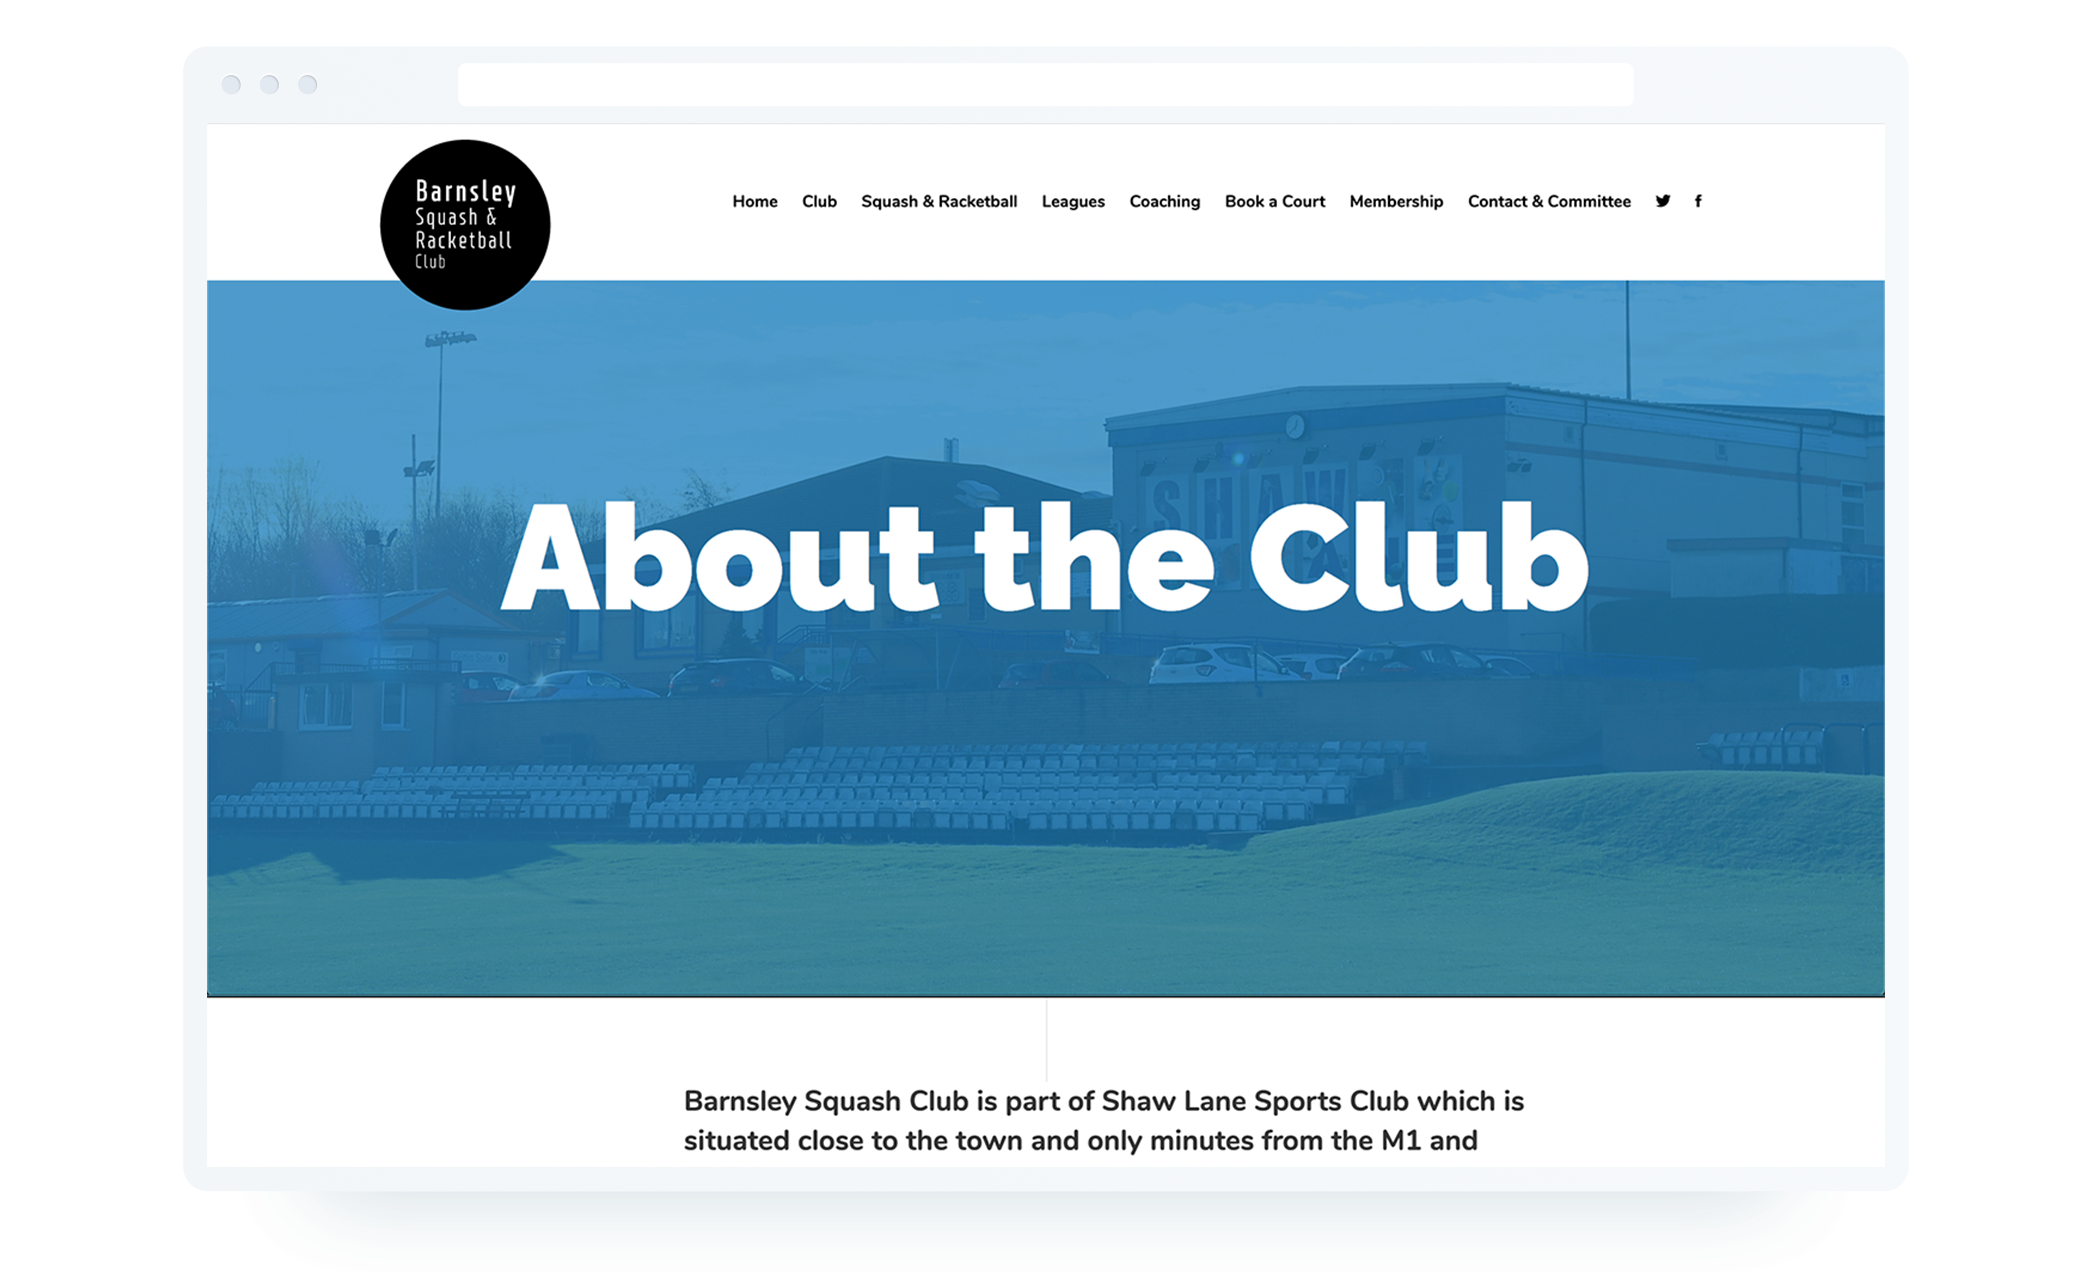 Barnsley
Squash &
Racketball
Club
Home Club Squash & Racketball Leagues Coaching Book a Court Membership Contact & Committee
SHAW
About the Club
Barnsley Squash Club is part of Shaw Lane Sports Club which is
situated close to the town and only minutes from the M1 and